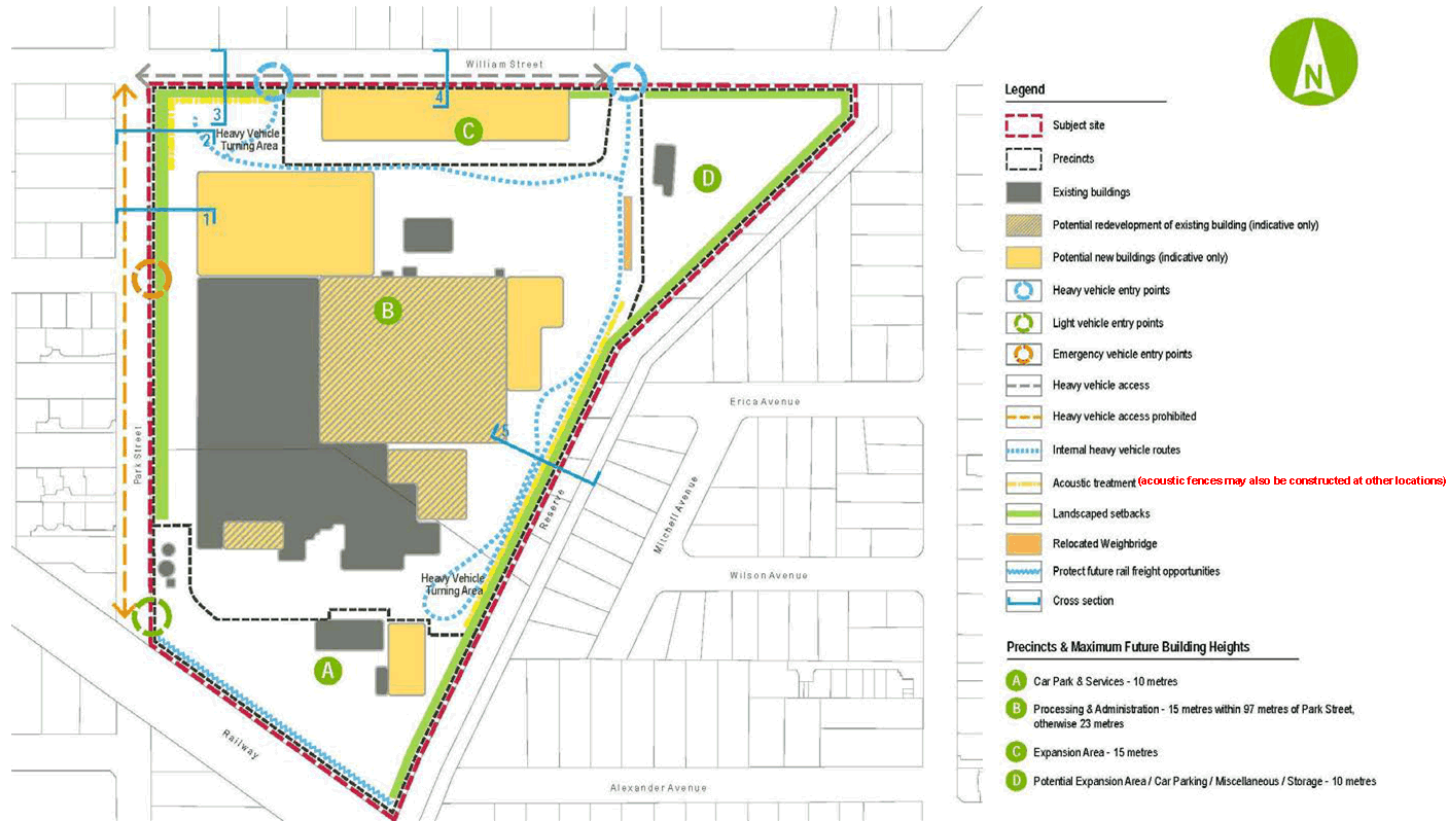 William Street
N
3
4
2
Heavy Vehicle
Turning Area
C
D
1
B
Park Street
5
Erica Avenue
Reserve
Mitchell Avenue
Wilson Avenue
Heavy Vehicle
Turning Area
A
Railway
Alexander Avenue
Legend
Subject site
Precincts
Existing buildings
Potential redevelopment of existing building (indicative only)
Potential new buildings (indicative only)
Heavy vehicle entry points
Light vehicle entry points
Emergency vehicle entry points
Heavy vehicle access
Heavy vehicle access prohibited
Internal heavy vehicle routes
Acoustic treatment (acoustic fences may also be constructed at other locations)
Landscaped setbacks
Relocated Weighbridge
Protect future rail freight opportunities
Cross section
Precincts & Maximum Future Building Heights
A Car Park & Services - 10 metres
B Processing & Administration - 15 metres within 97 metres of Park Street,
otherwise 23 metres
C Expansion Area - 15 metres
D Potential Expansion Area / Car Parking / Miscellaneous / Storage - 10 metres